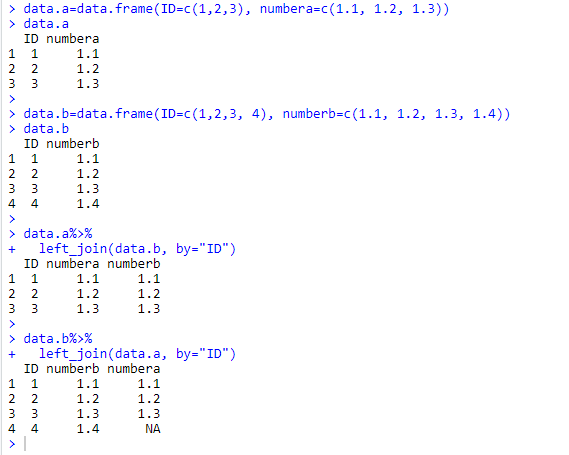 > data.a=data.frame(ID=c(1,2,3), numbera=c(1.1, 1.2, 1.3))
> data.a
  ID numbera
1  1     1.1
2  2     1.2
3  3     1.3
>
> data.b=data.frame(ID=c(1,2,3, 4), numberb=c(1.1, 1.2, 1.3, 1.4))
> data.b
  ID numberb
1  1     1.1
2  2     1.2
3  3     1.3
4  4     1.4
>
> data.a%>%
+   left_join(data.b, by="ID")
  ID numbera numberb
1  1     1.1     1.1
2  2     1.2     1.2
3  3     1.3     1.3
>
> data.b%>%
+   left_join(data.a, by="ID")
  ID numberb numbera
1  1     1.1     1.1
2  2     1.2     1.2
3  3     1.3     1.3
4  4     1.4      NA
>